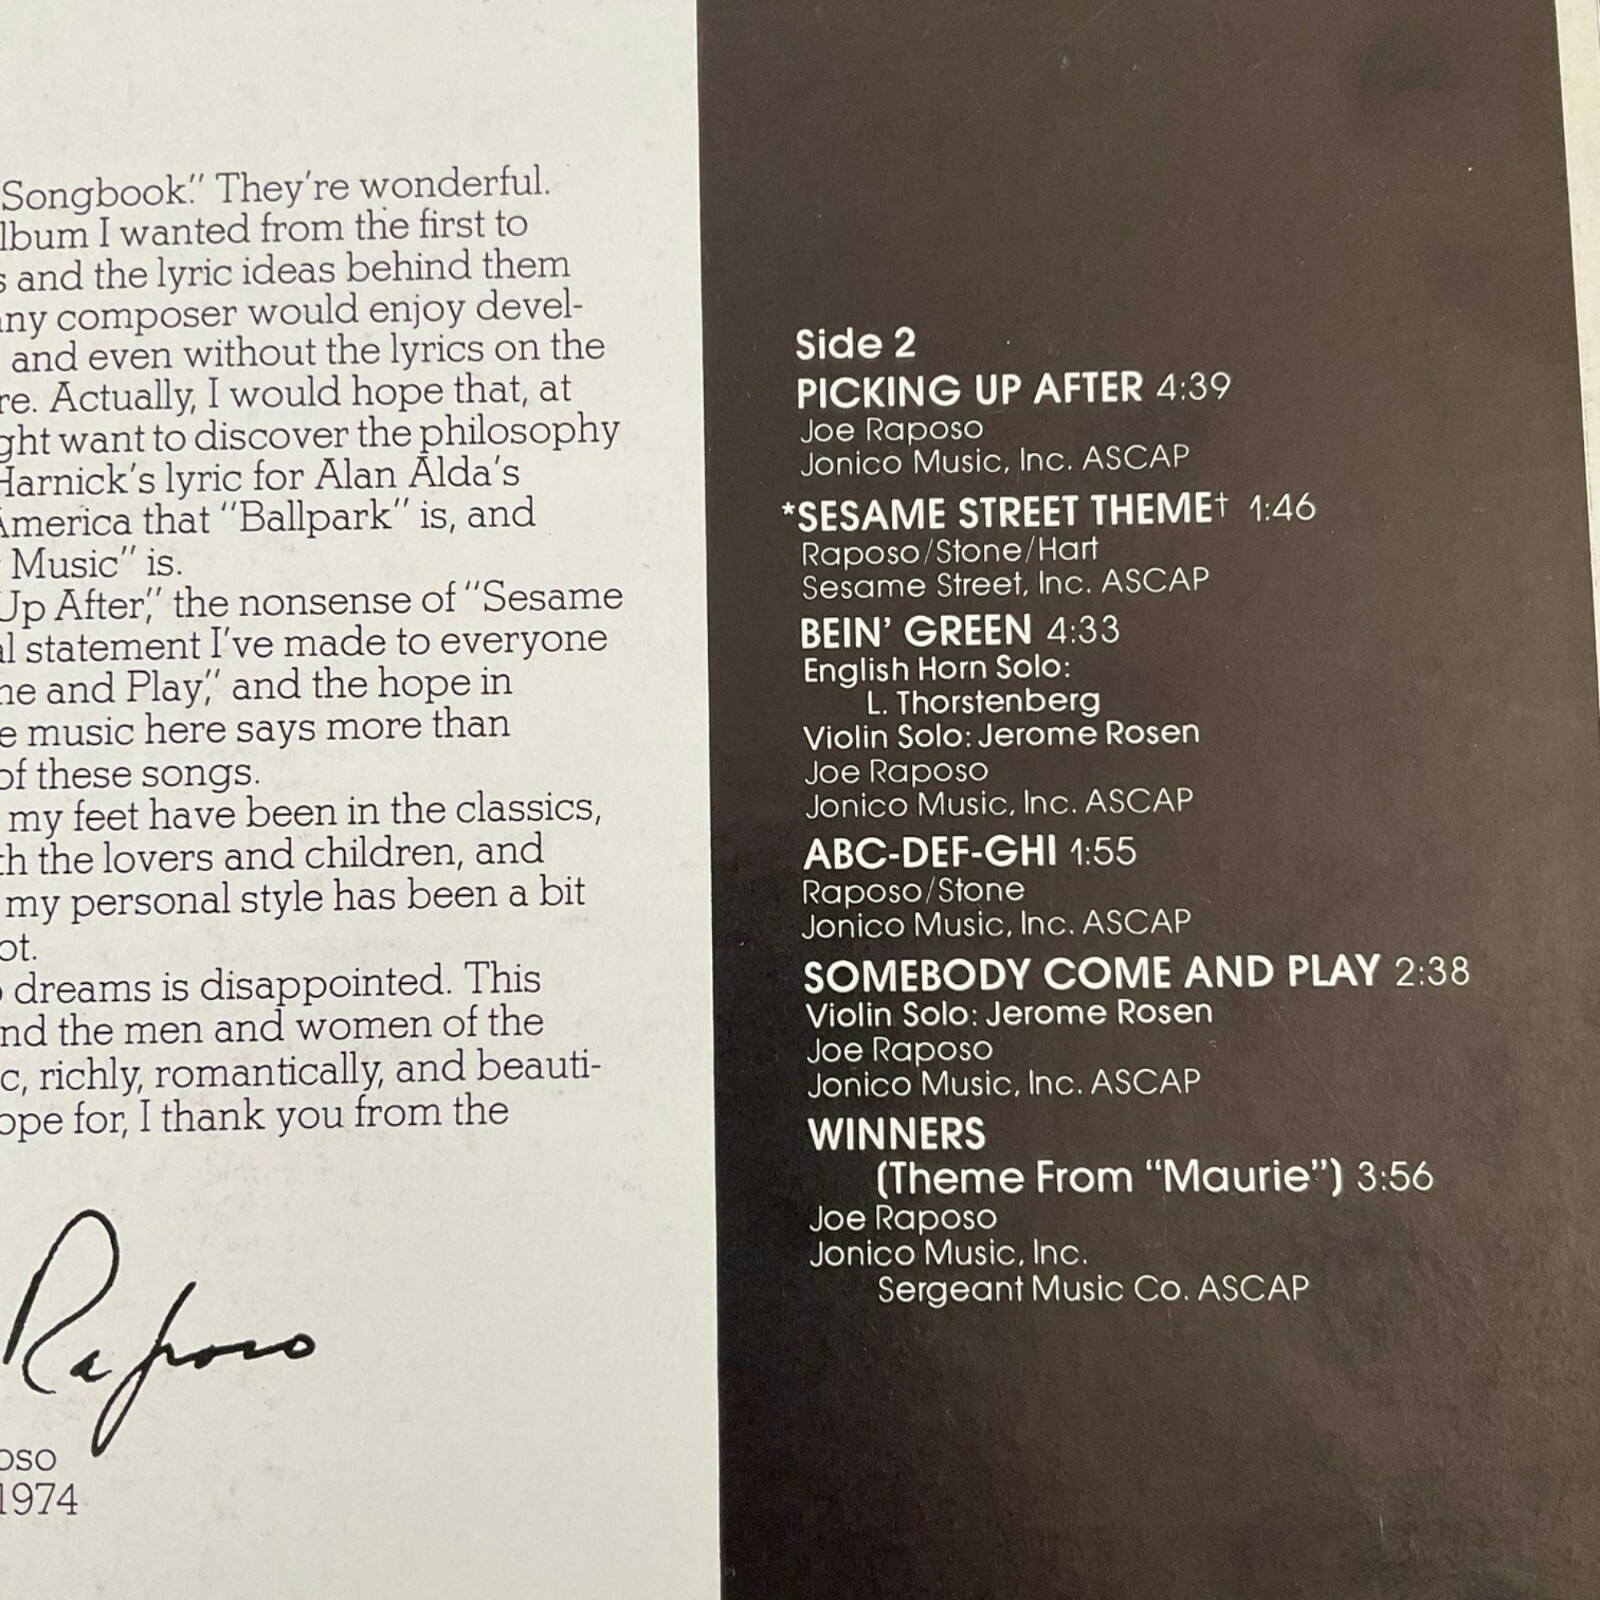 Songbook." They're wonderful.
lbum I wanted from the first to
s and the lyric ideas behind them
any composer would enjoy devel-
and even without the lyrics on the
re. Actually, I would hope that, at
ght want to discover the philosophy
Harnick's lyric for Alan Alda's
America that "Ballpark" is, and
Music" is.
Up After," the nonsense of "Sesame
al statement I've made to everyone
me and Play," and the hope in
e music here says more than
of these songs.
my feet have been in the classics,
th the lovers and children, and
my personal style has been a bit
ot.
o dreams is disappointed. This
nd the men and women of the
c, richly, romantically, and beauti-
ope for, I thank you from the
Raposo
oso
1974
Side 2
PICKING UP AFTER 4:39
Joe Raposo
Jonico Music, Inc. ASCAP
*SESAME STREET THEME† 1:46
Raposo/Stone/Hart
Sesame Street, Inc. ASCAP
BEIN' GREEN 4:33
English Horn Solo:
L. Thorstenberg
Violin Solo: Jerome Rosen
Joe Raposo
Jonico Music, Inc. ASCAP
ABC-DEF-GHI 1:55
Raposo/Stone
Jonico Music, Inc. ASCAP
SOMEBODY COME AND PLAY 2:38
Violin Solo: Jerome Rosen
Joe Raposo
Jonico Music, Inc. ASCAP
WINNERS
(Theme From "Maurie") 3:56
Joe Raposo
Jonico Music, Inc.
Sergeant Music Co. ASCAP